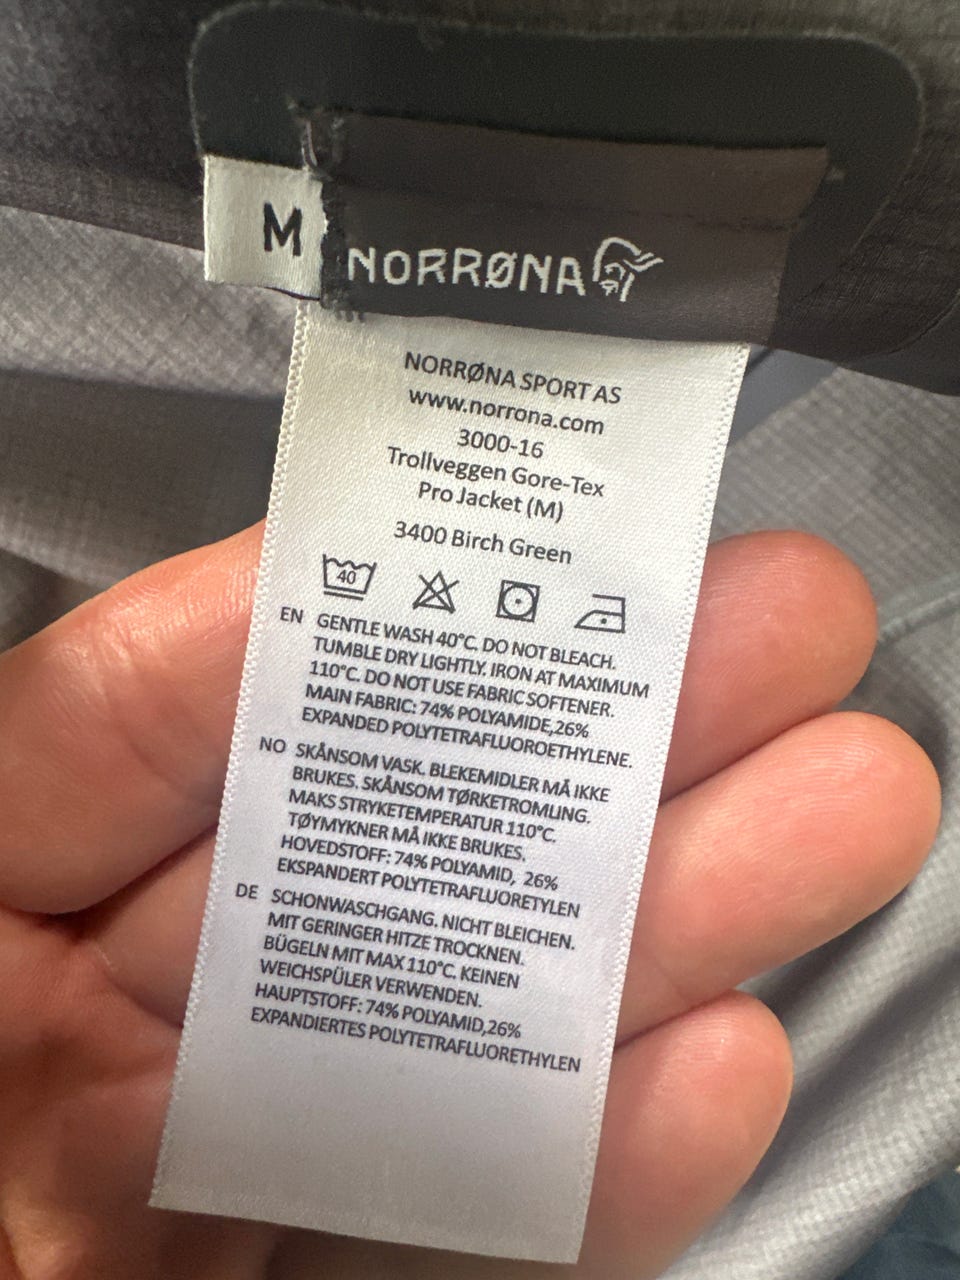 M
NORRØNA
NORRØNA SPORT AS
www.norrona.com
3000-16
Trollveggen Gore-Tex
Pro Jacket (M)
3400 Birch Green
40
EN GENTLE WASH 40°C. DO NOT BLEACH.
TUMBLE DRY LIGHTLY. IRON AT MAXIMUM
110°C. DO NOT USE FABRIC SOFTENER.
MAIN FABRIC: 74% POLYAMIDE,26%
EXPANDED POLYTETRAFLUOROETHYLENE.
NO SKÅNSOM VASK. BLEKEMIDLER MÅ IKKE
BRUKES. SKÅNSOM TØRKETROMLING.
MAKS STRYKETEMPERATUR 110°C.
TØYMYKNER MÅ IKKE BRUKES.
HOVEDSTOFF: 74% POLYAMID, 26%
EKSPANDERT POLYTETRAFLUORETYLEN
DE SCHONWASCHGANG. NICHT BLEICHEN.
MIT GERINGER HITZE TROCKNEN.
BÜGELN MIT MAX 110°C. KEINEN
WEICHSPÜLER VERWENDEN.
HAUPTSTOFF: 74% POLYAMID,26%
EXPANDIERTES POLYTETRAFLUORETHYLEN